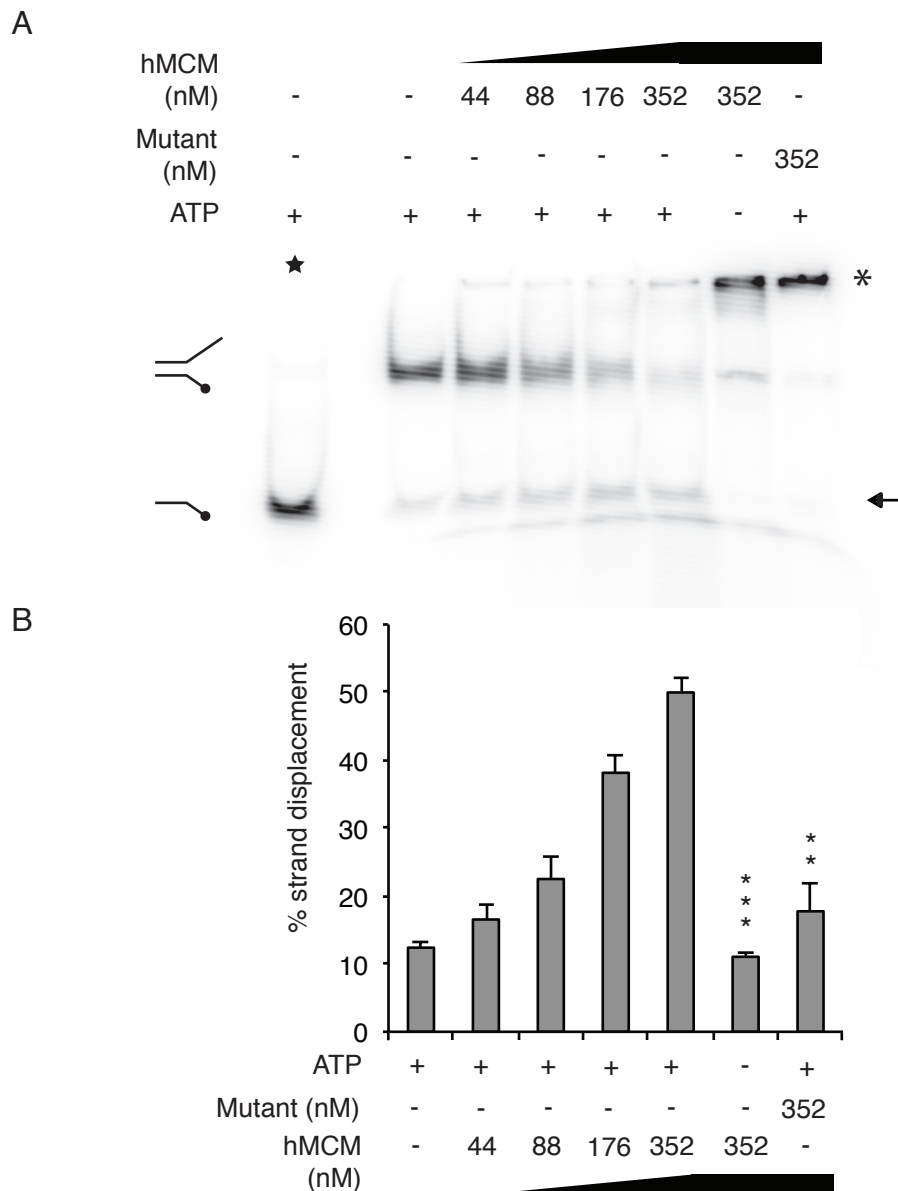 A
hMCM
(nM) - - 44 88 176 352 352 -
Mutant
(nM) - - - - - - - 352
ATP + + + + + + - +
★
*
B
% strand displacement
60
50
40
30
20
10
0
***
**
ATP + + + + + - +
Mutant (nM) - - - - - - 352
hMCM
(nM) - 44 88 176 352 352 -